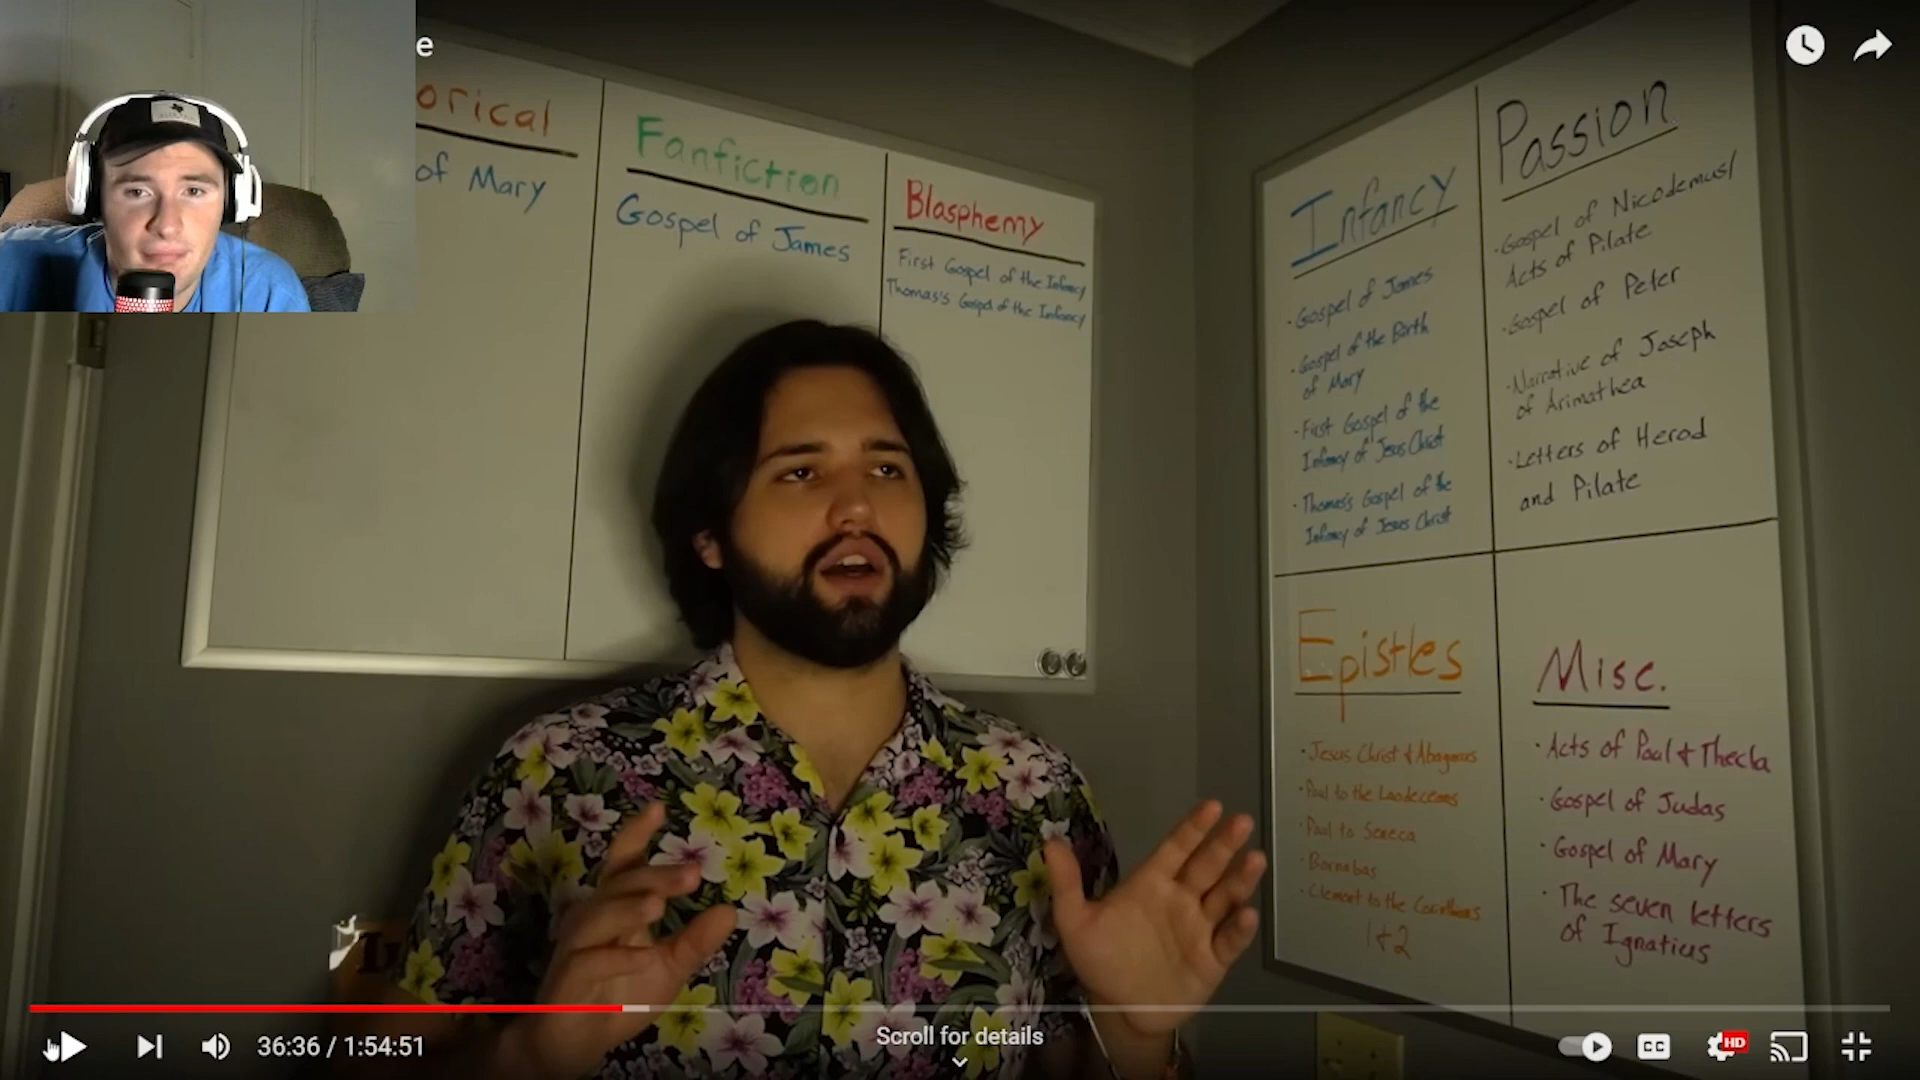 e
orical
of Mary
Fanfiction
Gospel of James
Blasphemy
First Gospel of the Infancy
Thomas's Gospel of the Infancy
Infancy
· Gospel of James
· Gospel of the Birth
of Mary
· First Gospel of the
Infancy of Jesus Christ
· Thomas's Gospel of the
Infancy of Jesus Christ
Passion
· Gospel of Nicodemus/
Acts of Pilate
· Gospel of Peter
· Narrative of Joseph
of Arimathea
· Letters of Herod
and Pilate
Epistles
· Jesus Christ & Abagarus
· Paul to the Laodeceans
· Paul to Seneca
· Barnabas
· Clement to the Corinthians
1+2
Misc.
· Acts of Paul & Thecla
· Gospel of Judas
· Gospel of Mary
· The seven letters
of Ignatius
36:36 / 1:54:51
Scroll for details
CC
HD